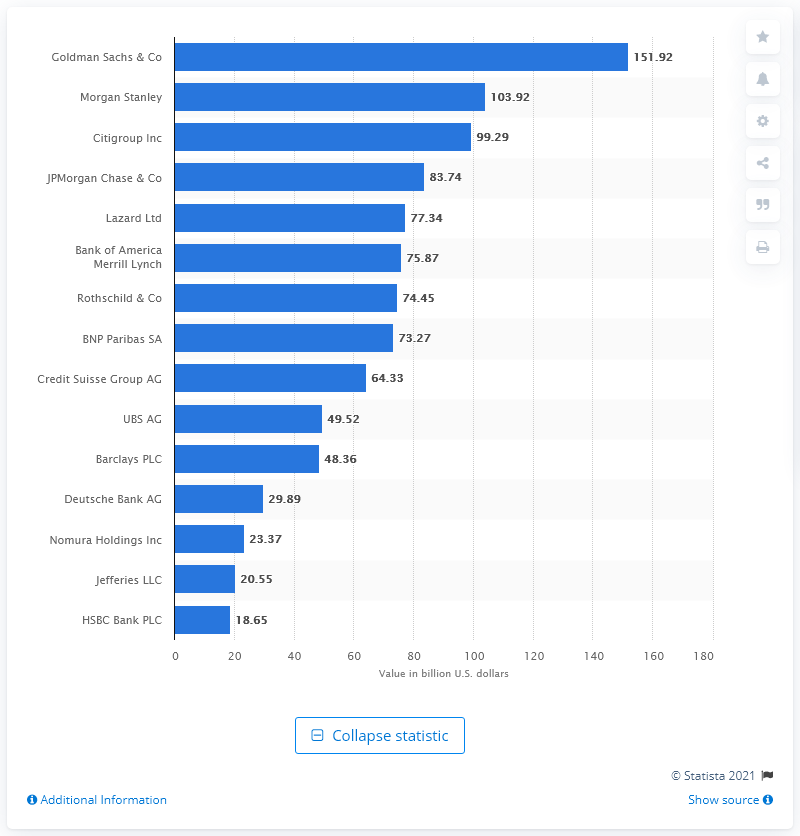 Goldman Sachs & Co 151.92
Morgan Stanley 103.92
Citigroup Inc 99.29
JPMorgan Chase & Co 83.74
Lazard Ltd 77.34
Bank of America
Merrill Lynch 75.87
Rothschild & Co 74.45
BNP Paribas SA 73.27
Credit Suisse Group AG 64.33
UBS AG 49.52
Barclays PLC 48.36
Deutsche Bank AG 29.89
Nomura Holdings Inc 23.37
Jefferies LLC 20.55
HSBC Bank PLC 18.65
0 20 40 60 80 100 120 140 160 180
Value in billion U.S. dollars
Collapse statistic
© Statista 2021
Additional Information Show source